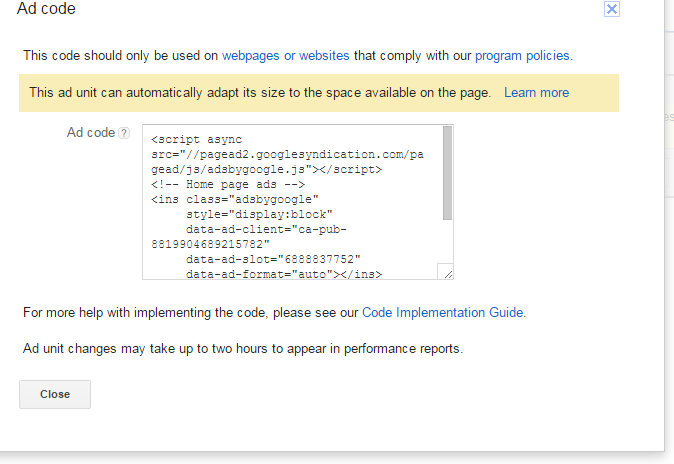 Ad code
This code should only be used on webpages or websites that comply with our program policies.
This ad unit can automatically adapt its size to the space available on the page. Learn more
Ad code ?
<script async
src="//pagead2.googlesyndication.com/pa
gead/js/adsbygoogle.js"></script>
<!-- Home page ads -->
<ins class="adsbygoogle"
style="display:block"
data-ad-client="ca-pub-
8819904689215782"
data-ad-slot="6888837752"
data-ad-format="auto"></ins>
For more help with implementing the code, please see our Code Implementation Guide.
Ad unit changes may take up to two hours to appear in performance reports.
Close